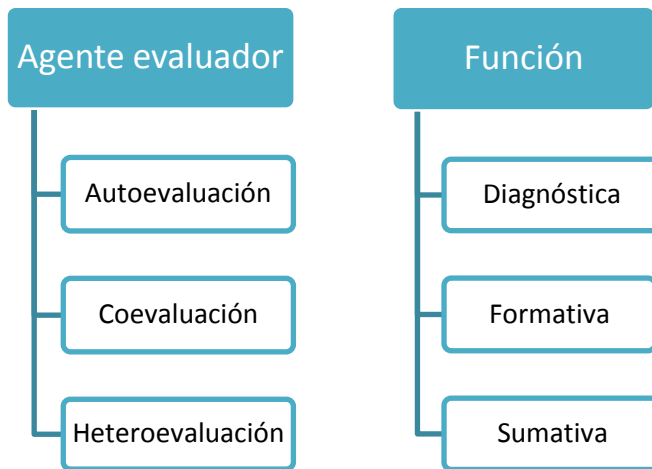 Agente evaluador
Autoevaluación
Coevaluación
Heteroevaluación
Función
Diagnóstica
Formativa
Sumativa